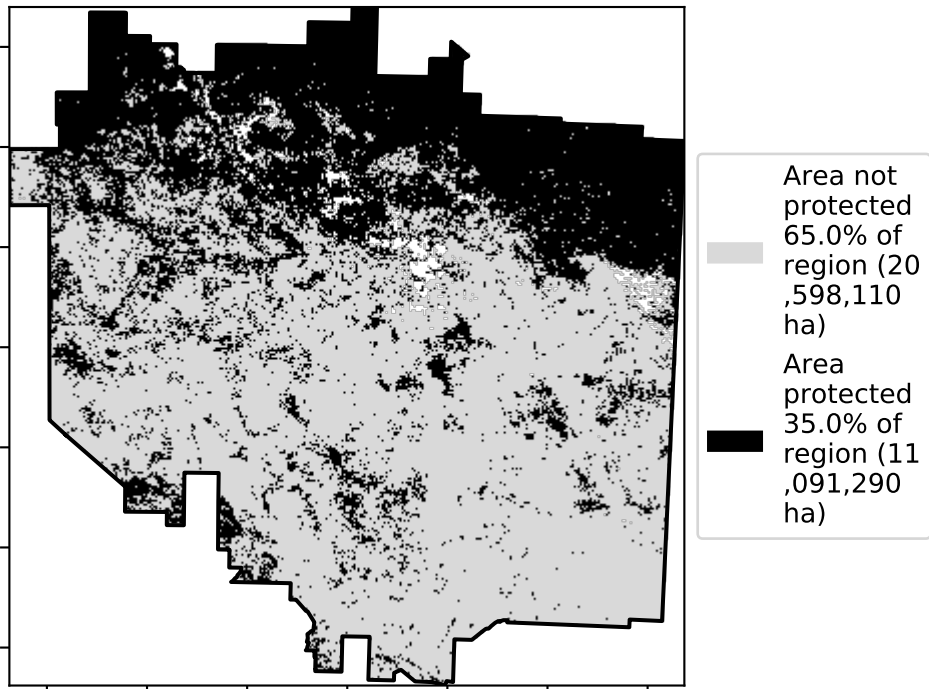 Area not
protected
65.0% of
region (20
,598,110
ha)
Area
protected
35.0% of
region (11
,091,290
ha)